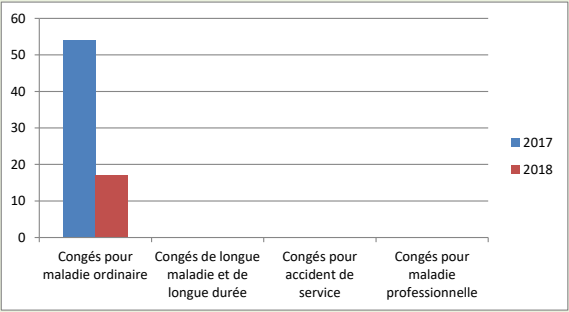 60
50
40
30
20
10
0
2017
2018
Congés pour maladie ordinaire
Congés de longue maladie et de longue durée
Congés pour accident de service
Congés pour maladie professionnelle